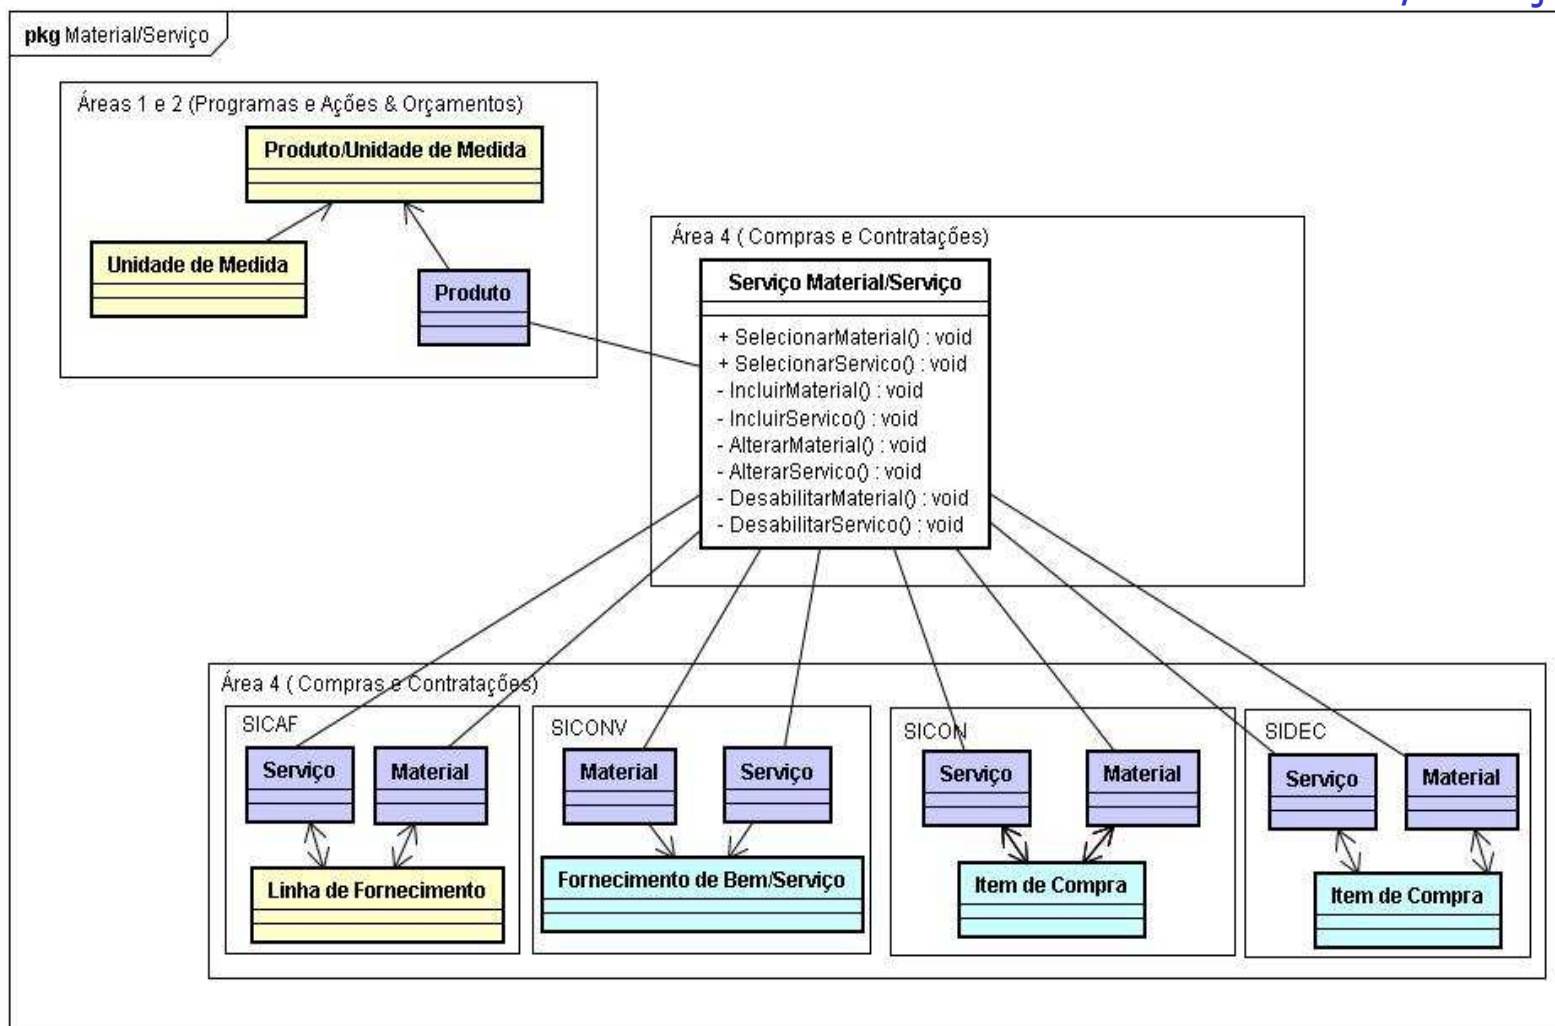 pkg Material/Serviço
Áreas 1 e 2 (Programas e Ações & Orçamentos)
Produto/Unidade de Medida
Unidade de Medida
Produto
Área 4 ( Compras e Contratações)
Serviço Material/Serviço
+ SelecionarMaterial() : void
+ SelecionarServico() : void
- IncluirMaterial() : void
- IncluirServico() : void
- AlterarMaterial() : void
- AlterarServico() : void
- DesabilitarMaterial() : void
- DesabilitarServico() : void
Área 4 ( Compras e Contratações)
SICAF
Serviço
Material
Linha de Fornecimento
SICONV
Material
Serviço
Fornecimento de Bem/Serviço
SICON
Serviço
Material
Item de Compra
SIDEC
Serviço
Material
Item de Compra